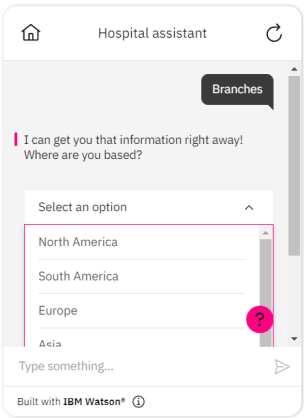 Hospital assistant
Branches
I can get you that information right away!
Where are you based?
Select an option
North America
South America
Europe
?
Asia
Type something...
Built with IBM Watson®